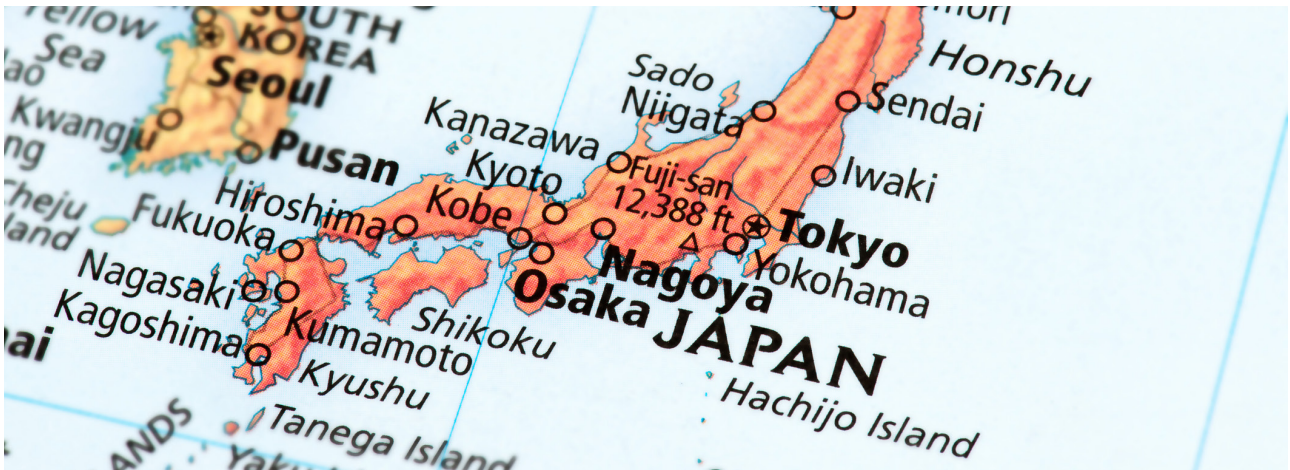 Yellow
Sea
SOUTH
KOREA
Seoul
Kwangju
Pusan
Cheju
Honshu
Sado
Niigata
Sendai
Kanazawa
Kyoto
Fuji-san
12,388 ft
Iwaki
Hiroshima
Kobe
Tokyo
Fukuoka
Nagoya
Yokohama
Nagasaki
Osaka
Kagoshima
Kumamoto
Shikoku
JAPAN
Kyushu
Hachijo Island
Tanega Island